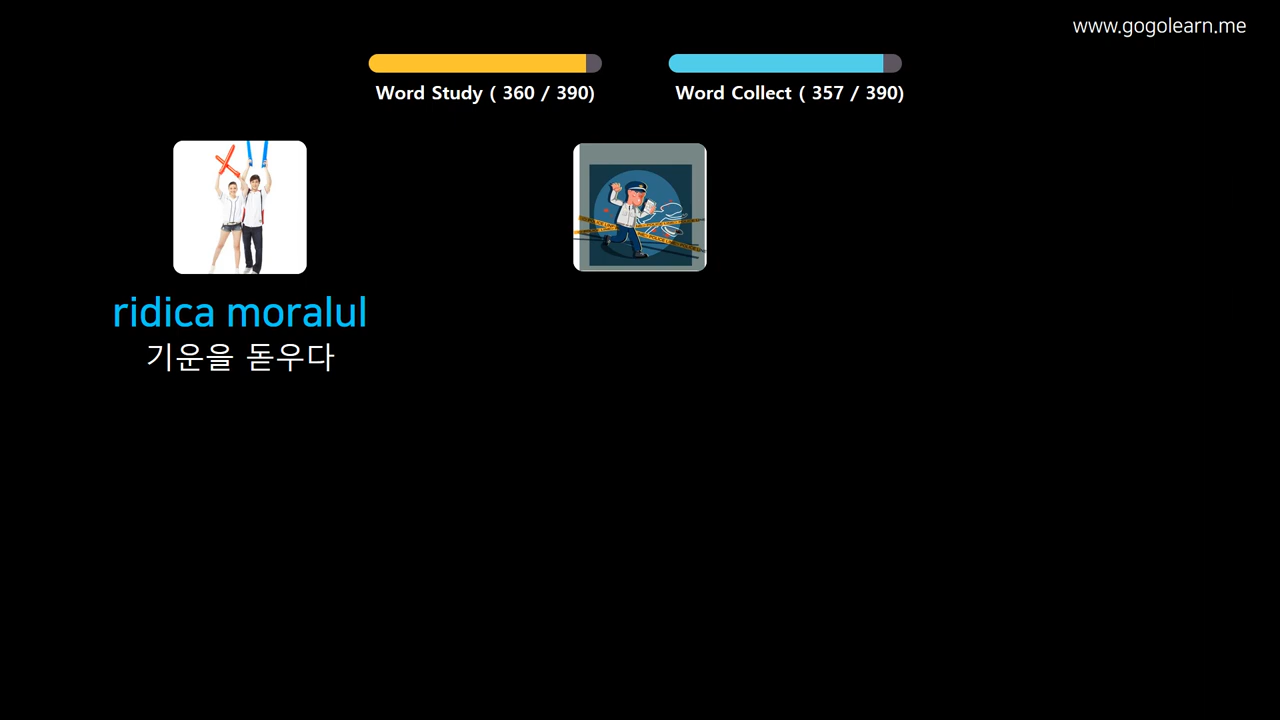 www.gogolearn.me
Word Study ( 360 / 390)
Word Collect ( 357 / 390)
ridica moralul
기운을 돋우다